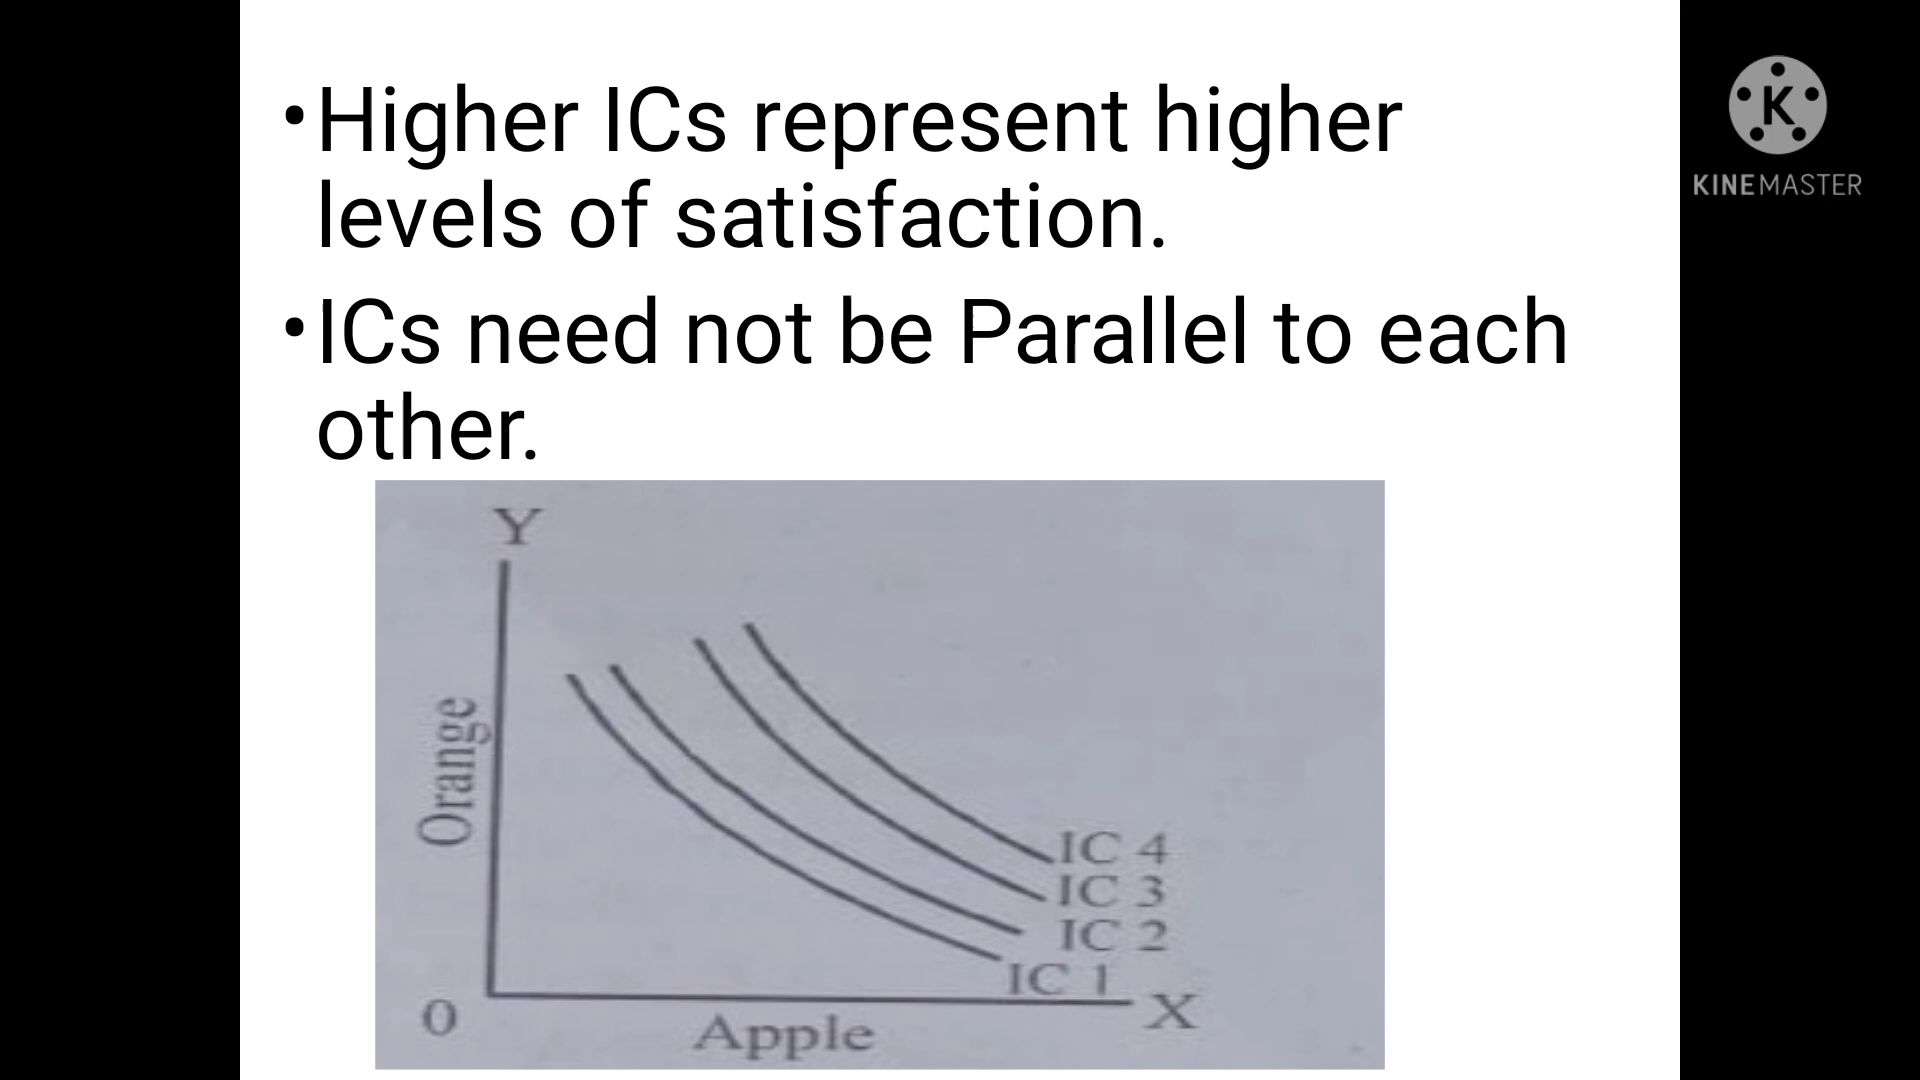 •Higher ICs represent higher
levels of satisfaction.
•ICs need not be Parallel to each
other.
KINEMASTER
Y
Orange
IC 4
IC 3
IC 2
IC 1
0
X
Apple